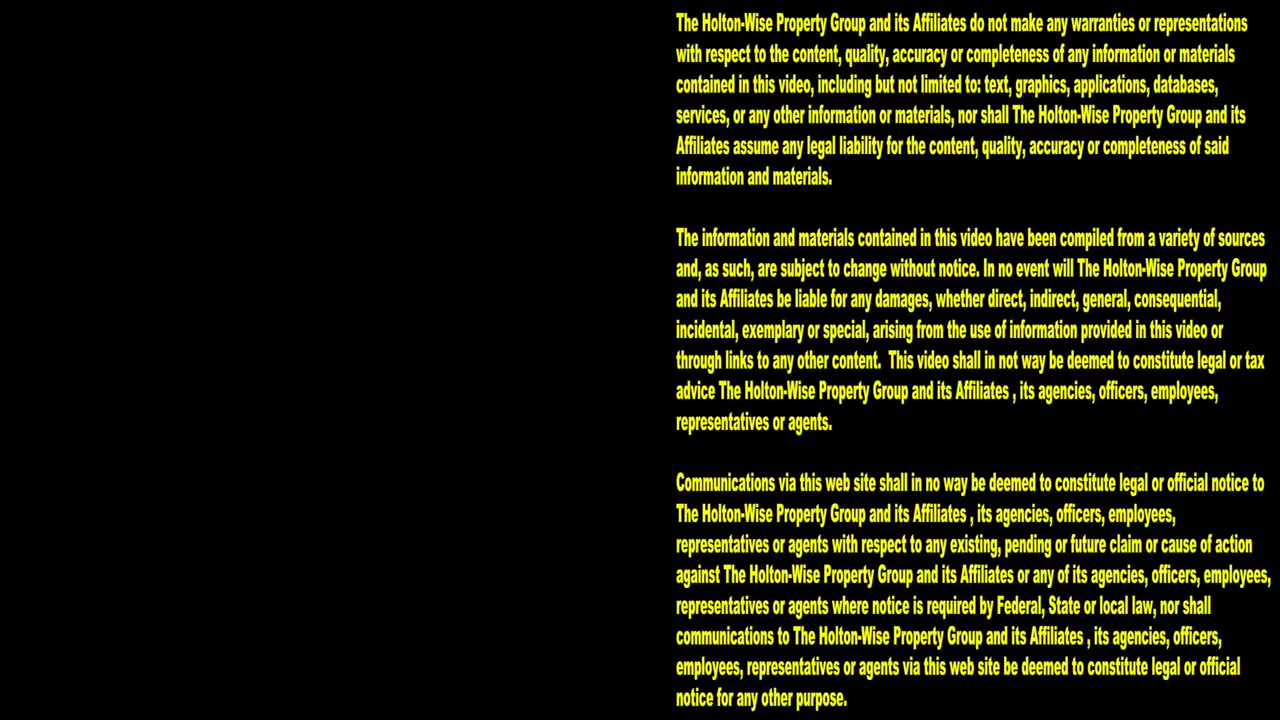 The Holton-Wise Property Group and its Affiliates do not make any warranties or representations
with respect to the content, quality, accuracy or completeness of any information or materials
contained in this video, including but not limited to: text, graphics, applications, databases,
services, or any other information or materials, nor shall The Holton-Wise Property Group and its
Affiliates assume any legal liability for the content, quality, accuracy or completeness of said
information and materials.
The information and materials contained in this video have been compiled from a variety of sources
and, as such, are subject to change without notice. In no event will The Holton-Wise Property Group
and its Affiliates be liable for any damages, whether direct, indirect, general, consequential,
incidental, exemplary or special, arising from the use of information provided in this video or
through links to any other content.  This video shall in not way be deemed to constitute legal or tax
advice The Holton-Wise Property Group and its Affiliates , its agencies, officers, employees,
representatives or agents.
Communications via this web site shall in no way be deemed to constitute legal or official notice to
The Holton-Wise Property Group and its Affiliates , its agencies, officers, employees,
representatives or agents with respect to any existing, pending or future claim or cause of action
against The Holton-Wise Property Group and its Affiliates or any of its agencies, officers, employees,
representatives or agents where notice is required by Federal, State or local law, nor shall
communications to The Holton-Wise Property Group and its Affiliates , its agencies, officers,
employees, representatives or agents via this web site be deemed to constitute legal or official
notice for any other purpose.